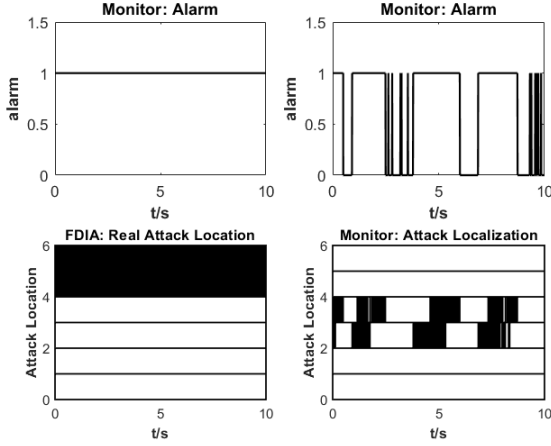 Monitor: Alarm
1.5
1
0.5
0
alarm
0 5 10
t/s
Monitor: Alarm
1.5
1
0.5
0
alarm
0 5 10
t/s
FDIA: Real Attack Location
6
4
2
0
Attack Location
0 5 10
t/s
Monitor: Attack Localization
6
4
2
0
Attack Location
0 5 10
t/s